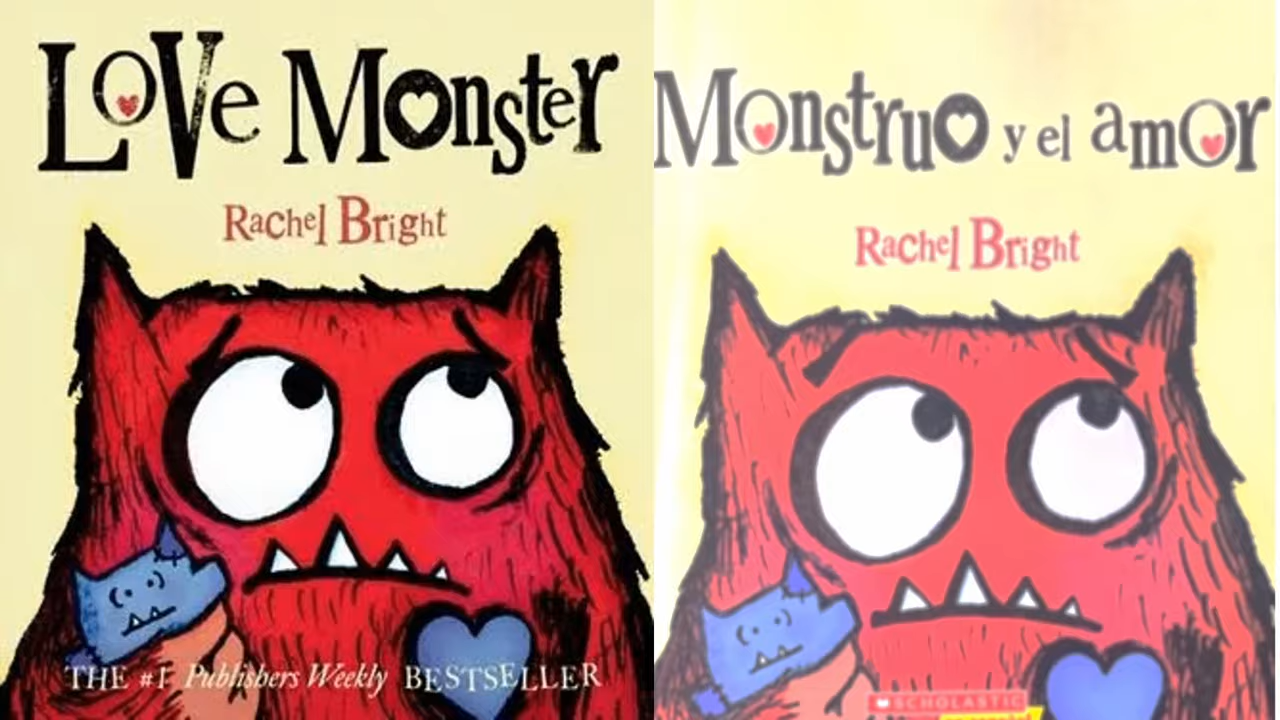 Love Monster
Rachel Bright
THE #1 Publishers Weekly BESTSELLER
Monstruo y el amor
Rachel Bright
SCHOLASTIC